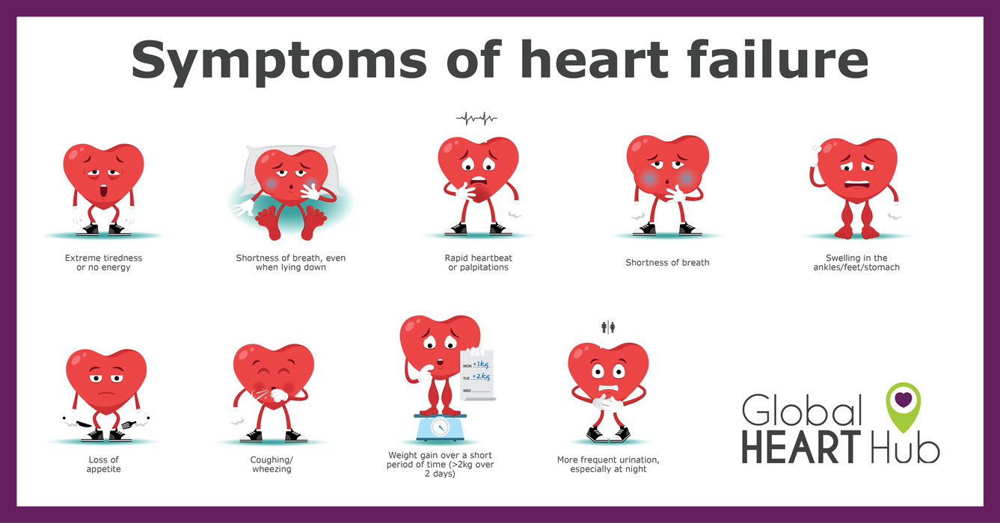 Symptoms of heart failure
Extreme tiredness
or no energy
Shortness of breath, even
when lying down
Rapid heartbeat
or palpitations
Shortness of breath
Swelling in the
ankles/feet/stomach
Loss of
appetite
Coughing/
wheezing
MON +1kg
TUE +2kg
WED
Weight gain over a short
period of time (>2kg over
2 days)
More frequent urination,
especially at night
Global
HEART Hub